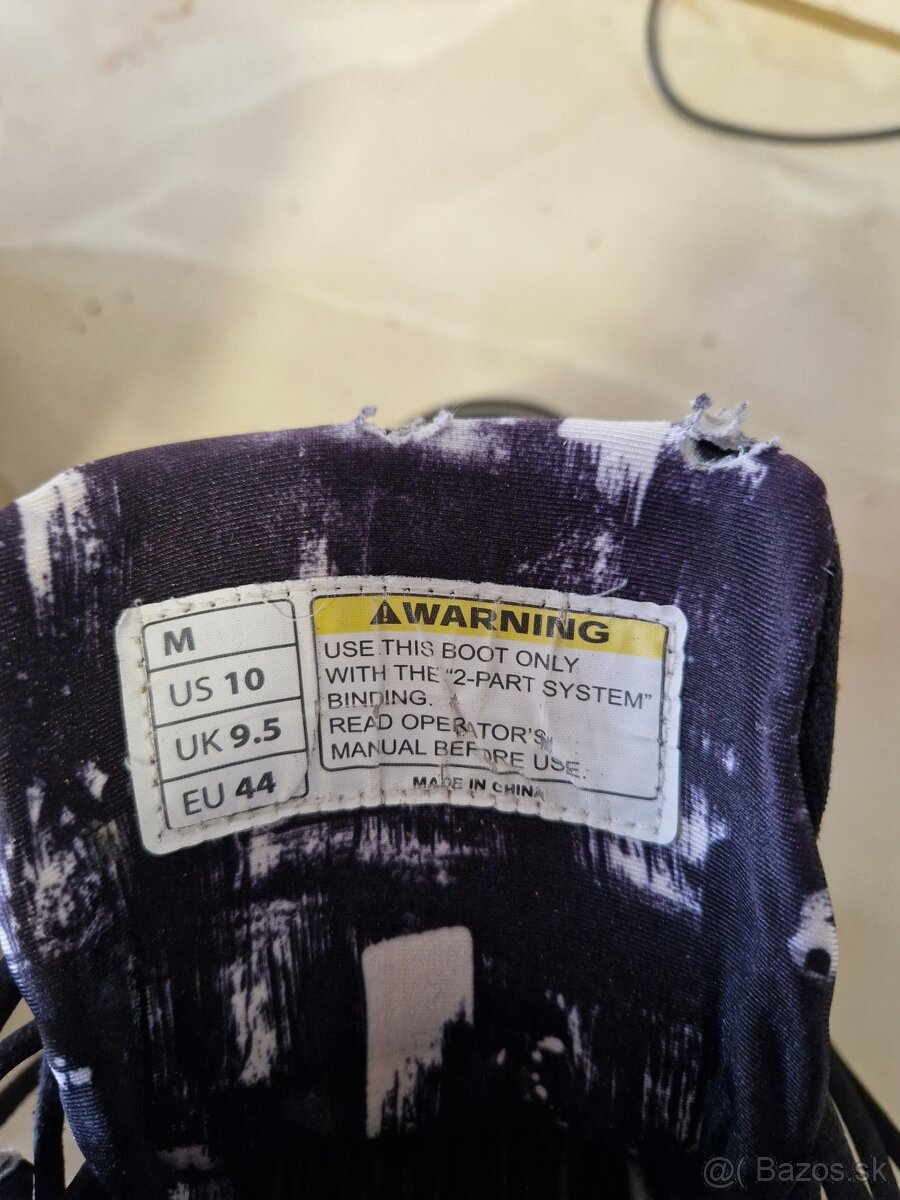 M
US 10
UK 9.5
EU 44
⚠WARNING
USE THIS BOOT ONLY
WITH THE "2-PART SYSTEM"
BINDING.
READ OPERATOR'S
MANUAL BEFORE USE.
MADE IN CHINA
@( Bazos.sk